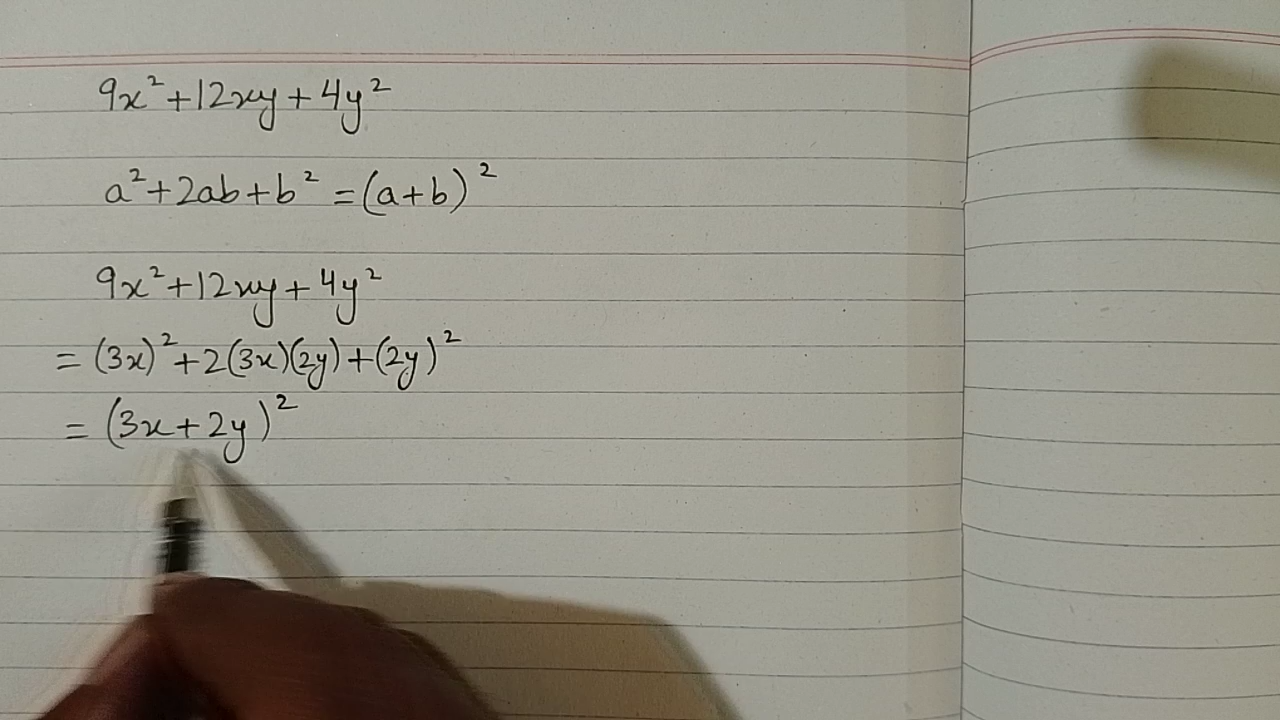 9x²+12xy+4y²
a²+2ab+b²=(a+b)²
9x²+12xy+4y²
=(3x)²+2(3x)(2y)+(2y)²
=(3x+2y)²